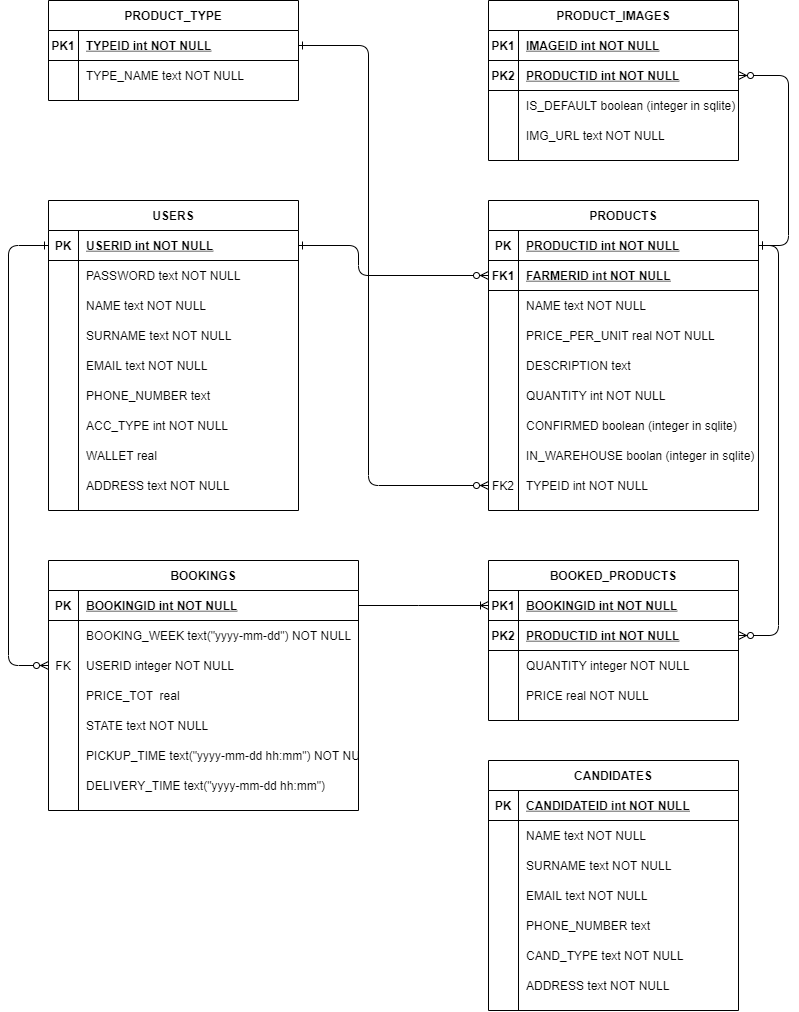 PRODUCT_TYPE
PK1 TYPEID int NOT NULL
TYPE_NAME text NOT NULL
PRODUCT_IMAGES
PK1 IMAGEID int NOT NULL
PK2 PRODUCTID int NOT NULL
IS_DEFAULT boolean (integer in sqlite)
IMG_URL text NOT NULL
USERS
PK USERID int NOT NULL
PASSWORD text NOT NULL
NAME text NOT NULL
SURNAME text NOT NULL
EMAIL text NOT NULL
PHONE_NUMBER text
ACC_TYPE int NOT NULL
WALLET real
ADDRESS text NOT NULL
PRODUCTS
PK PRODUCTID int NOT NULL
FK1 FARMERID int NOT NULL
NAME text NOT NULL
PRICE_PER_UNIT real NOT NULL
DESCRIPTION text
QUANTITY int NOT NULL
CONFIRMED boolean (integer in sqlite)
IN_WAREHOUSE boolan (integer in sqlite)
FK2 TYPEID int NOT NULL
BOOKINGS
PK BOOKINGID int NOT NULL
BOOKING_WEEK text("yyyy-mm-dd") NOT NULL
FK USERID integer NOT NULL
PRICE_TOT real
STATE text NOT NULL
PICKUP_TIME text("yyyy-mm-dd hh:mm") NOT NU
DELIVERY_TIME text("yyyy-mm-dd hh:mm")
BOOKED_PRODUCTS
PK1 BOOKINGID int NOT NULL
PK2 PRODUCTID int NOT NULL
QUANTITY integer NOT NULL
PRICE real NOT NULL
CANDIDATES
PK CANDIDATEID int NOT NULL
NAME text NOT NULL
SURNAME text NOT NULL
EMAIL text NOT NULL
PHONE_NUMBER text
CAND_TYPE text NOT NULL
ADDRESS text NOT NULL